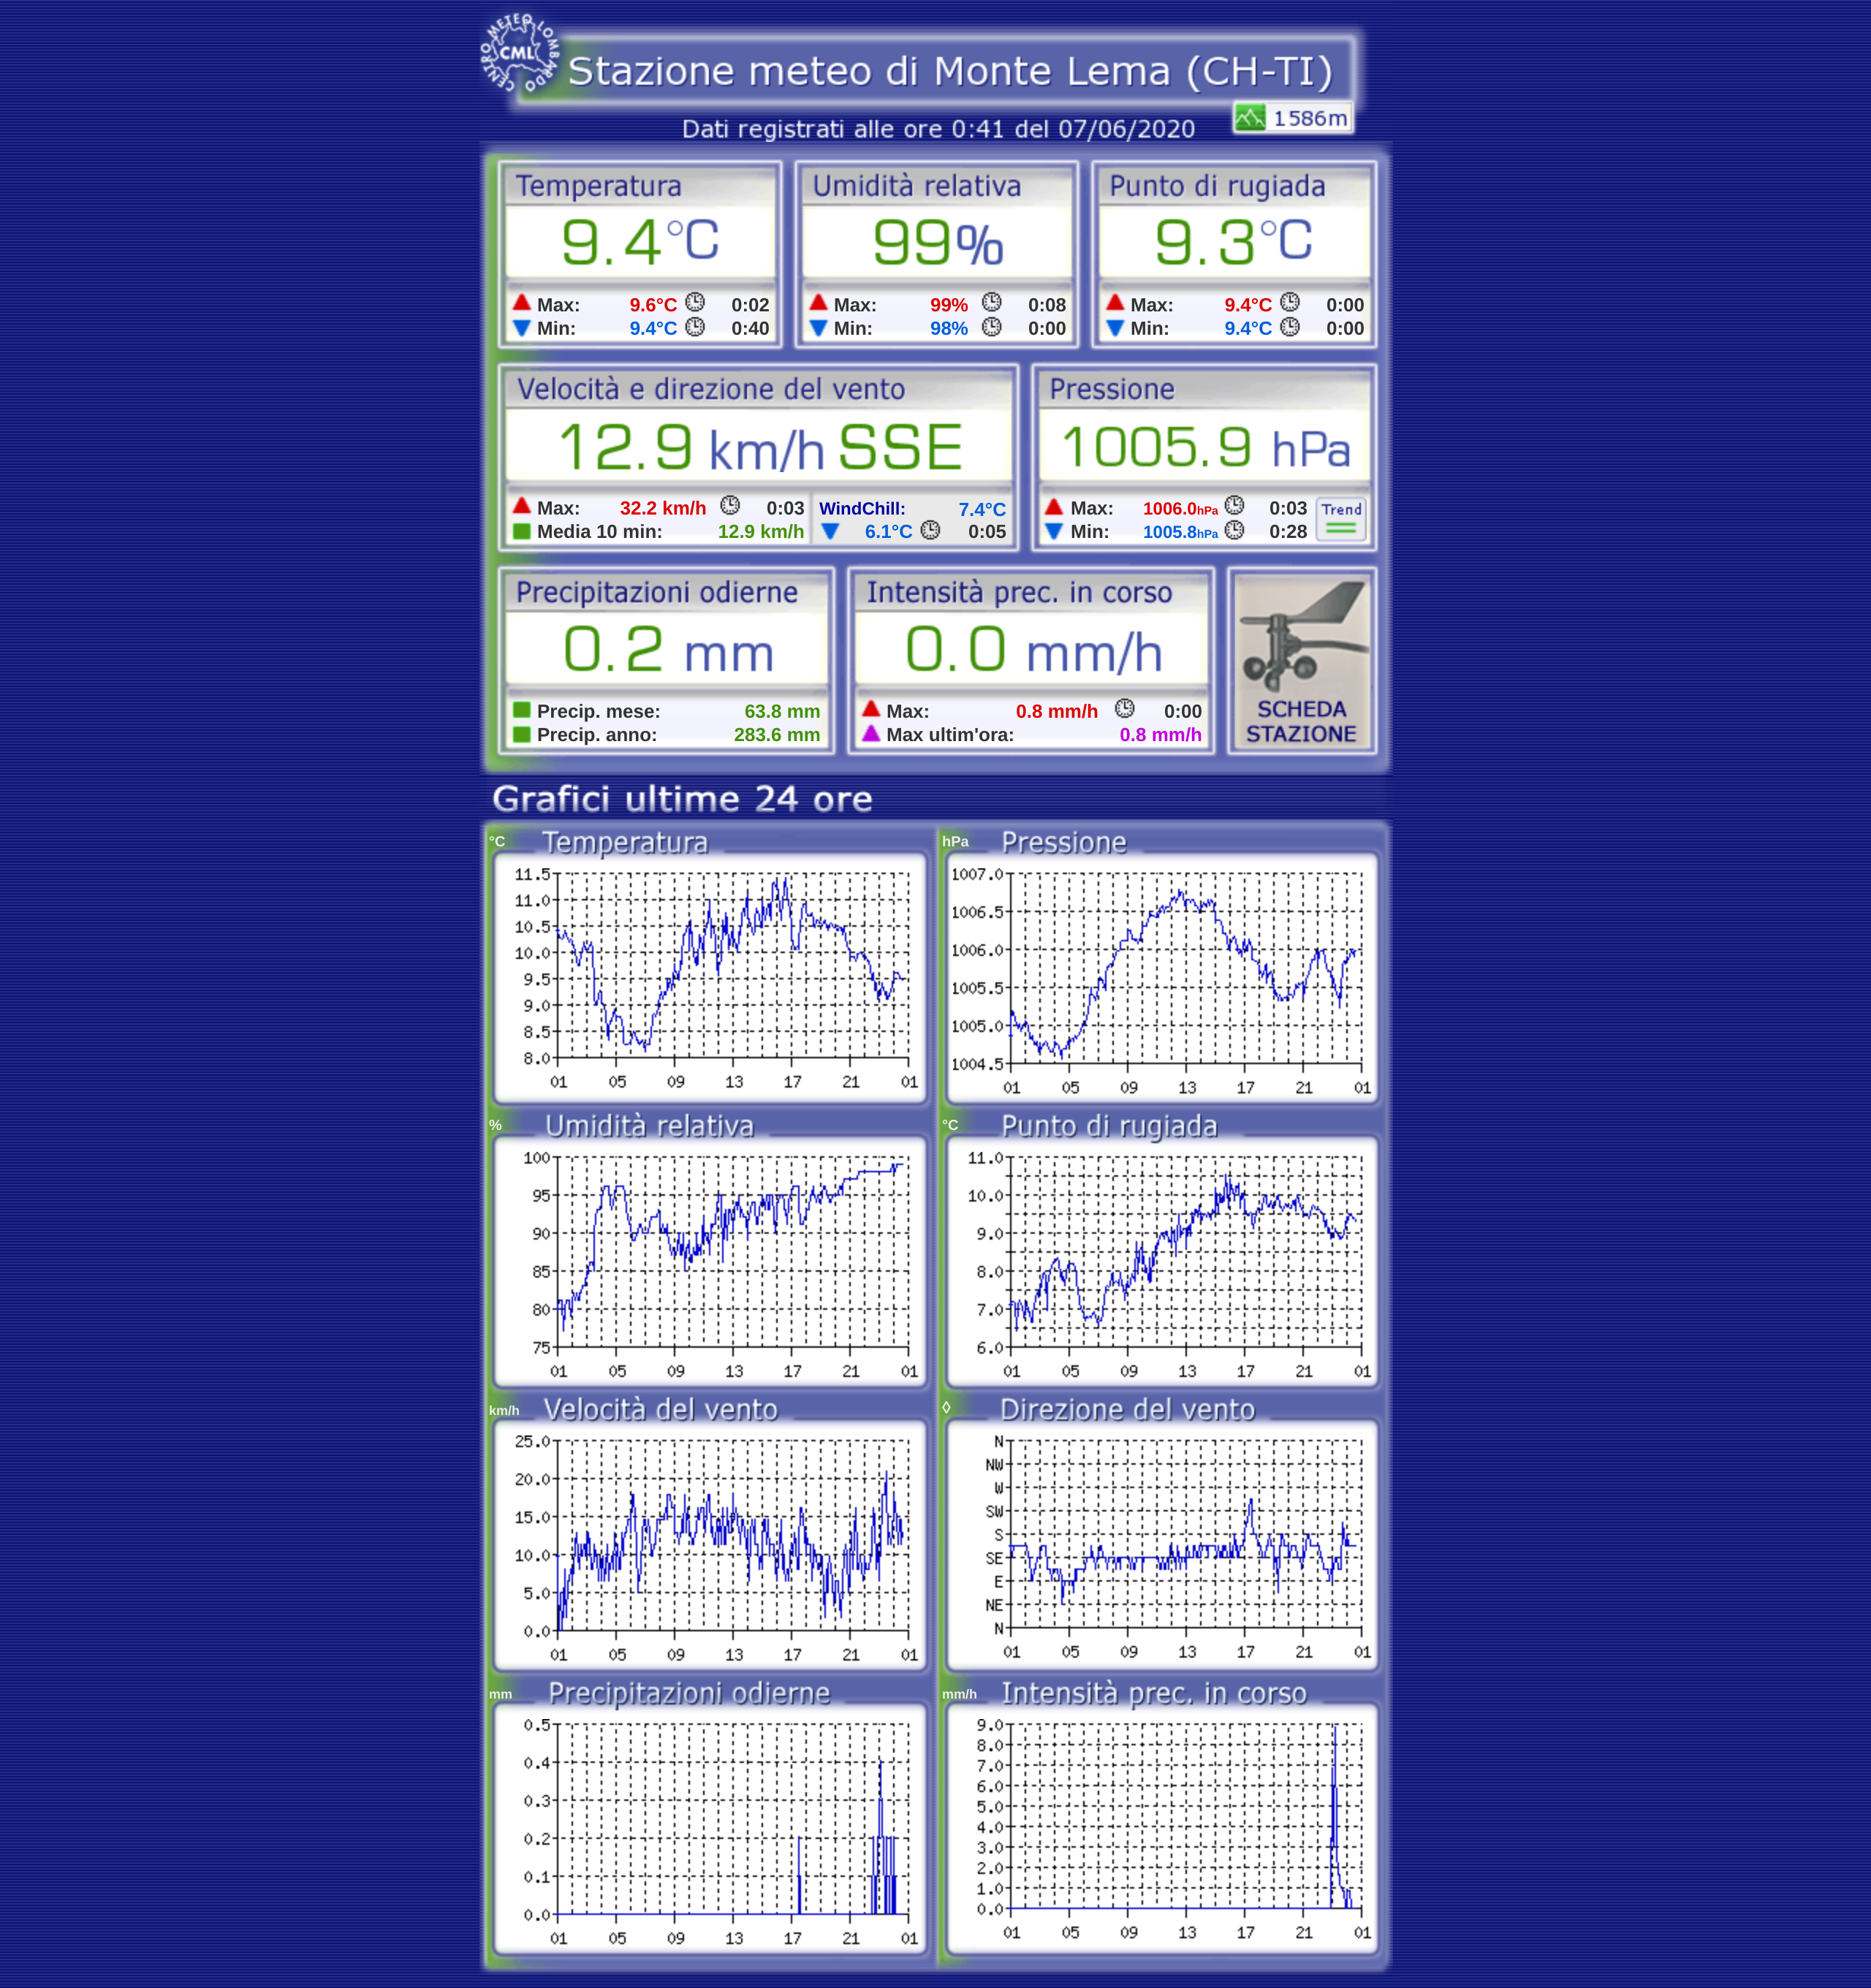 CENTRO METEO LOMBARDO
CML
Stazione meteo di Monte Lema (CH-TI)
1586m
Dati registrati alle ore 0:41 del 07/06/2020
Temperatura
9.4°C
Max: 9.6°C 0:02
Min: 9.4°C 0:40
Umidità relativa
99%
Max: 99% 0:08
Min: 98% 0:00
Punto di rugiada
9.3°C
Max: 9.4°C 0:00
Min: 9.4°C 0:00
Velocità e direzione del vento
12.9 km/h SSE
Max: 32.2 km/h 0:03
Media 10 min: 12.9 km/h
WindChill: 7.4°C
6.1°C 0:05
Pressione
1005.9 hPa
Max: 1006.0hPa 0:03
Min: 1005.8hPa 0:28
Trend
Precipitazioni odierne
0.2 mm
Precip. mese: 63.8 mm
Precip. anno: 283.6 mm
Intensità prec. in corso
0.0 mm/h
Max: 0.8 mm/h 0:00
Max ultim'ora: 0.8 mm/h
SCHEDA
STAZIONE
Grafici ultime 24 ore
°C Temperatura
11.5
11.0
10.5
10.0
9.5
9.0
8.5
8.0
01 05 09 13 17 21 01
hPa Pressione
1007.0
1006.5
1006.0
1005.5
1005.0
1004.5
01 05 09 13 17 21 01
% Umidità relativa
100
95
90
85
80
75
01 05 09 13 17 21 01
°C Punto di rugiada
11.0
10.0
9.0
8.0
7.0
6.0
01 05 09 13 17 21 01
km/h Velocità del vento
25.0
20.0
15.0
10.0
5.0
0.0
01 05 09 13 17 21 01
◊ Direzione del vento
N
NW
W
SW
S
SE
E
NE
N
01 05 09 13 17 21 01
mm Precipitazioni odierne
0.5
0.4
0.3
0.2
0.1
0.0
01 05 09 13 17 21 01
mm/h Intensità prec. in corso
9.0
8.0
7.0
6.0
5.0
4.0
3.0
2.0
1.0
0.0
01 05 09 13 17 21 01